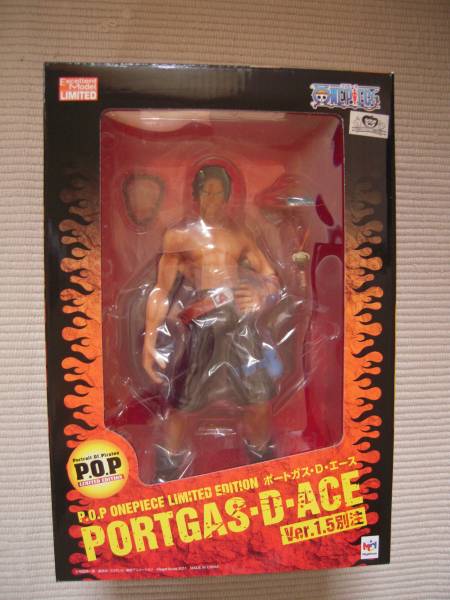 Excellent
Model
LIMITED
ONE PIECE
Portrait.Of.Pirates
P.O.P
LIMITED EDITION
P.O.P ONEPIECE LIMITED EDITION ポートガス・D・エース
PORTGAS・D・ACE
Ver.1.5別注
MegaHouse